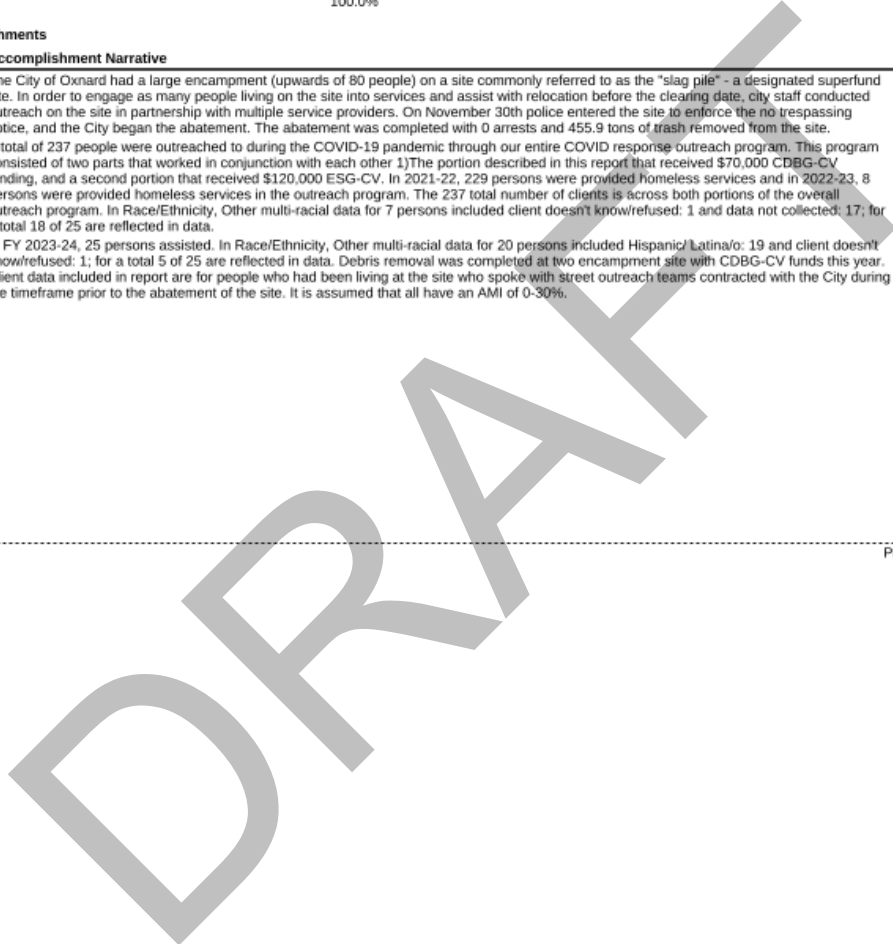 100.0%
nments
ccomplishment Narrative
ne City of Oxnard had a large encampment (upwards of 80 people) on a site commonly referred to as the "slag pile" - a designated superfund
te. In order to engage as many people living on the site into services and assist with relocation before the clearing date, city staff conducted
utreach on the site in partnership with multiple service providers. On November 30th police entered the site to enforce the no trespassing
otice, and the City began the abatement. The abatement was completed with 0 arrests and 455.9 tons of trash removed from the site.
total of 237 people were outreached to during the COVID-19 pandemic through our entire COVID response outreach program. This program
onsisted of two parts that worked in conjunction with each other 1)The portion described in this report that received $70,000 CDBG-CV
nding, and a second portion that received $120,000 ESG-CV. In 2021-22, 229 persons were provided homeless services and in 2022-23, 8
ersons were provided homeless services in the outreach program. The 237 total number of clients is across both portions of the overall
utreach program. In Race/Ethnicity, Other multi-racial data for 7 persons included client doesn't know/refused: 1 and data not collected: 17; for
total 18 of 25 are reflected in data.
FY 2023-24, 25 persons assisted. In Race/Ethnicity, Other multi-racial data for 20 persons included Hispanic/ Latina/o: 19 and client doesn't
now/refused: 1; for a total 5 of 25 are reflected in data. Debris removal was completed at two encampment site with CDBG-CV funds this year.
lient data included in report are for people who had been living at the site who spoke with street outreach teams contracted with the City during
e timeframe prior to the abatement of the site. It is assumed that all have an AMI of 0-30%.
P
DRAFT